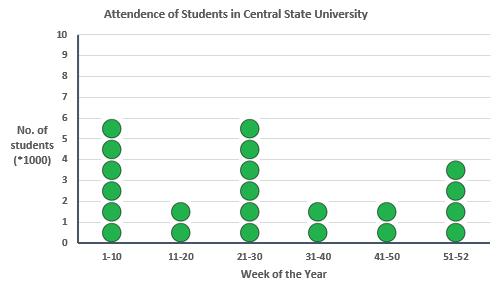 Attendence of Students in Central State University
10
9
8
7
6
5
4
3
2
1
0
No. of
students
(*1000)
1-10 11-20 21-30 31-40 41-50 51-52
Week of the Year